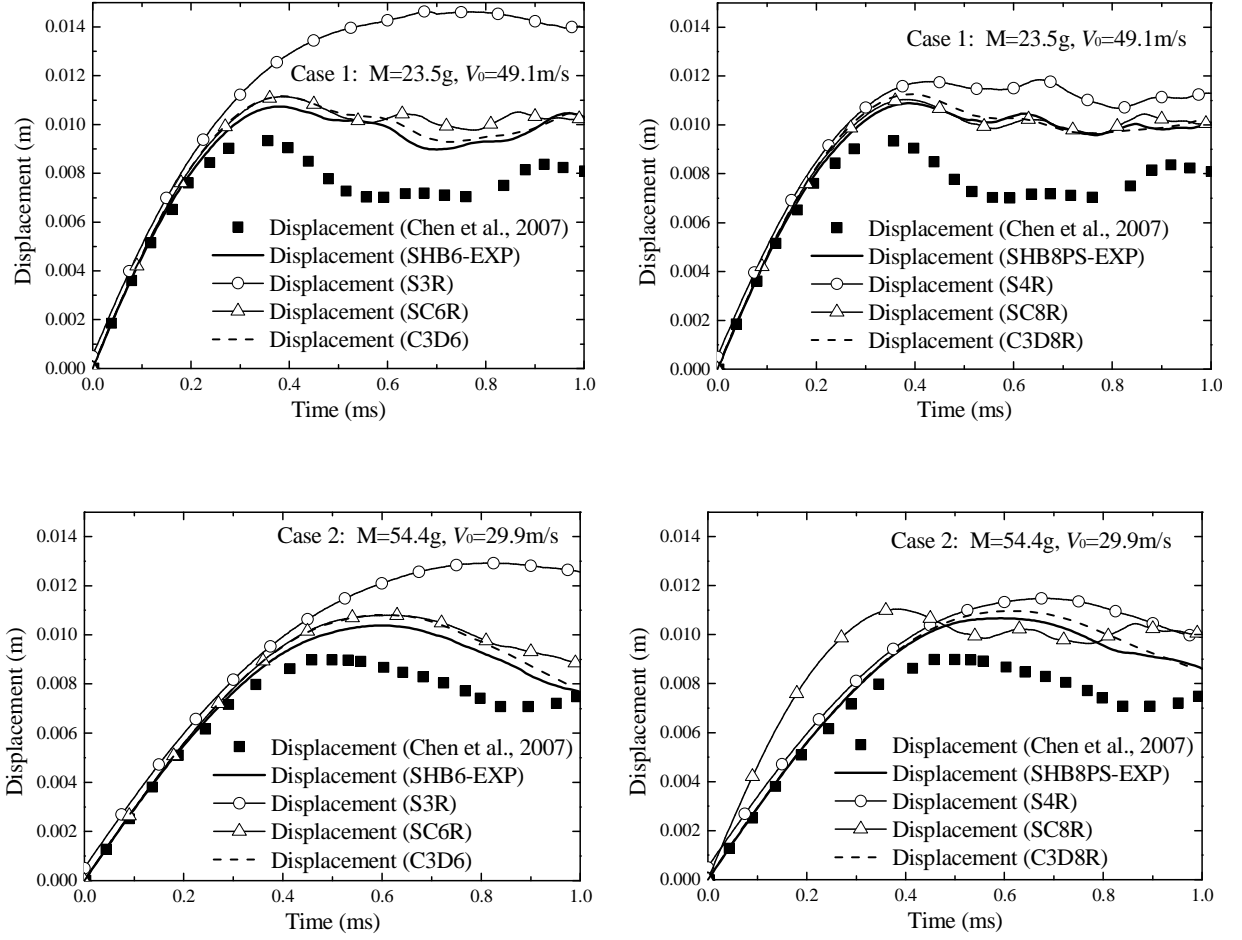 0.014
0.012
0.010
0.008
0.006
0.004
0.002
0.000
Displacement (m)
Case 1: M=23.5g, V0=49.1m/s
Displacement (Chen et al., 2007)
Displacement (SHB6-EXP)
Displacement (S3R)
Displacement (SC6R)
Displacement (C3D6)
0.0 0.2 0.4 0.6 0.8 1.0
Time (ms)
0.014
0.012
0.010
0.008
0.006
0.004
0.002
0.000
Displacement (m)
Case 1: M=23.5g, V0=49.1m/s
Displacement (Chen et al., 2007)
Displacement (SHB8PS-EXP)
Displacement (S4R)
Displacement (SC8R)
Displacement (C3D8R)
0.0 0.2 0.4 0.6 0.8 1.0
Time (ms)
0.014
0.012
0.010
0.008
0.006
0.004
0.002
0.000
Displacement (m)
Case 2: M=54.4g, V0=29.9m/s
Displacement (Chen et al., 2007)
Displacement (SHB6-EXP)
Displacement (S3R)
Displacement (SC6R)
Displacement (C3D6)
0.0 0.2 0.4 0.6 0.8 1.0
Time (ms)
0.014
0.012
0.010
0.008
0.006
0.004
0.002
0.000
Displacement (m)
Case 2: M=54.4g, V0=29.9m/s
Displacement (Chen et al., 2007)
Displacement (SHB8PS-EXP)
Displacement (S4R)
Displacement (SC8R)
Displacement (C3D8R)
0.0 0.2 0.4 0.6 0.8 1.0
Time (ms)